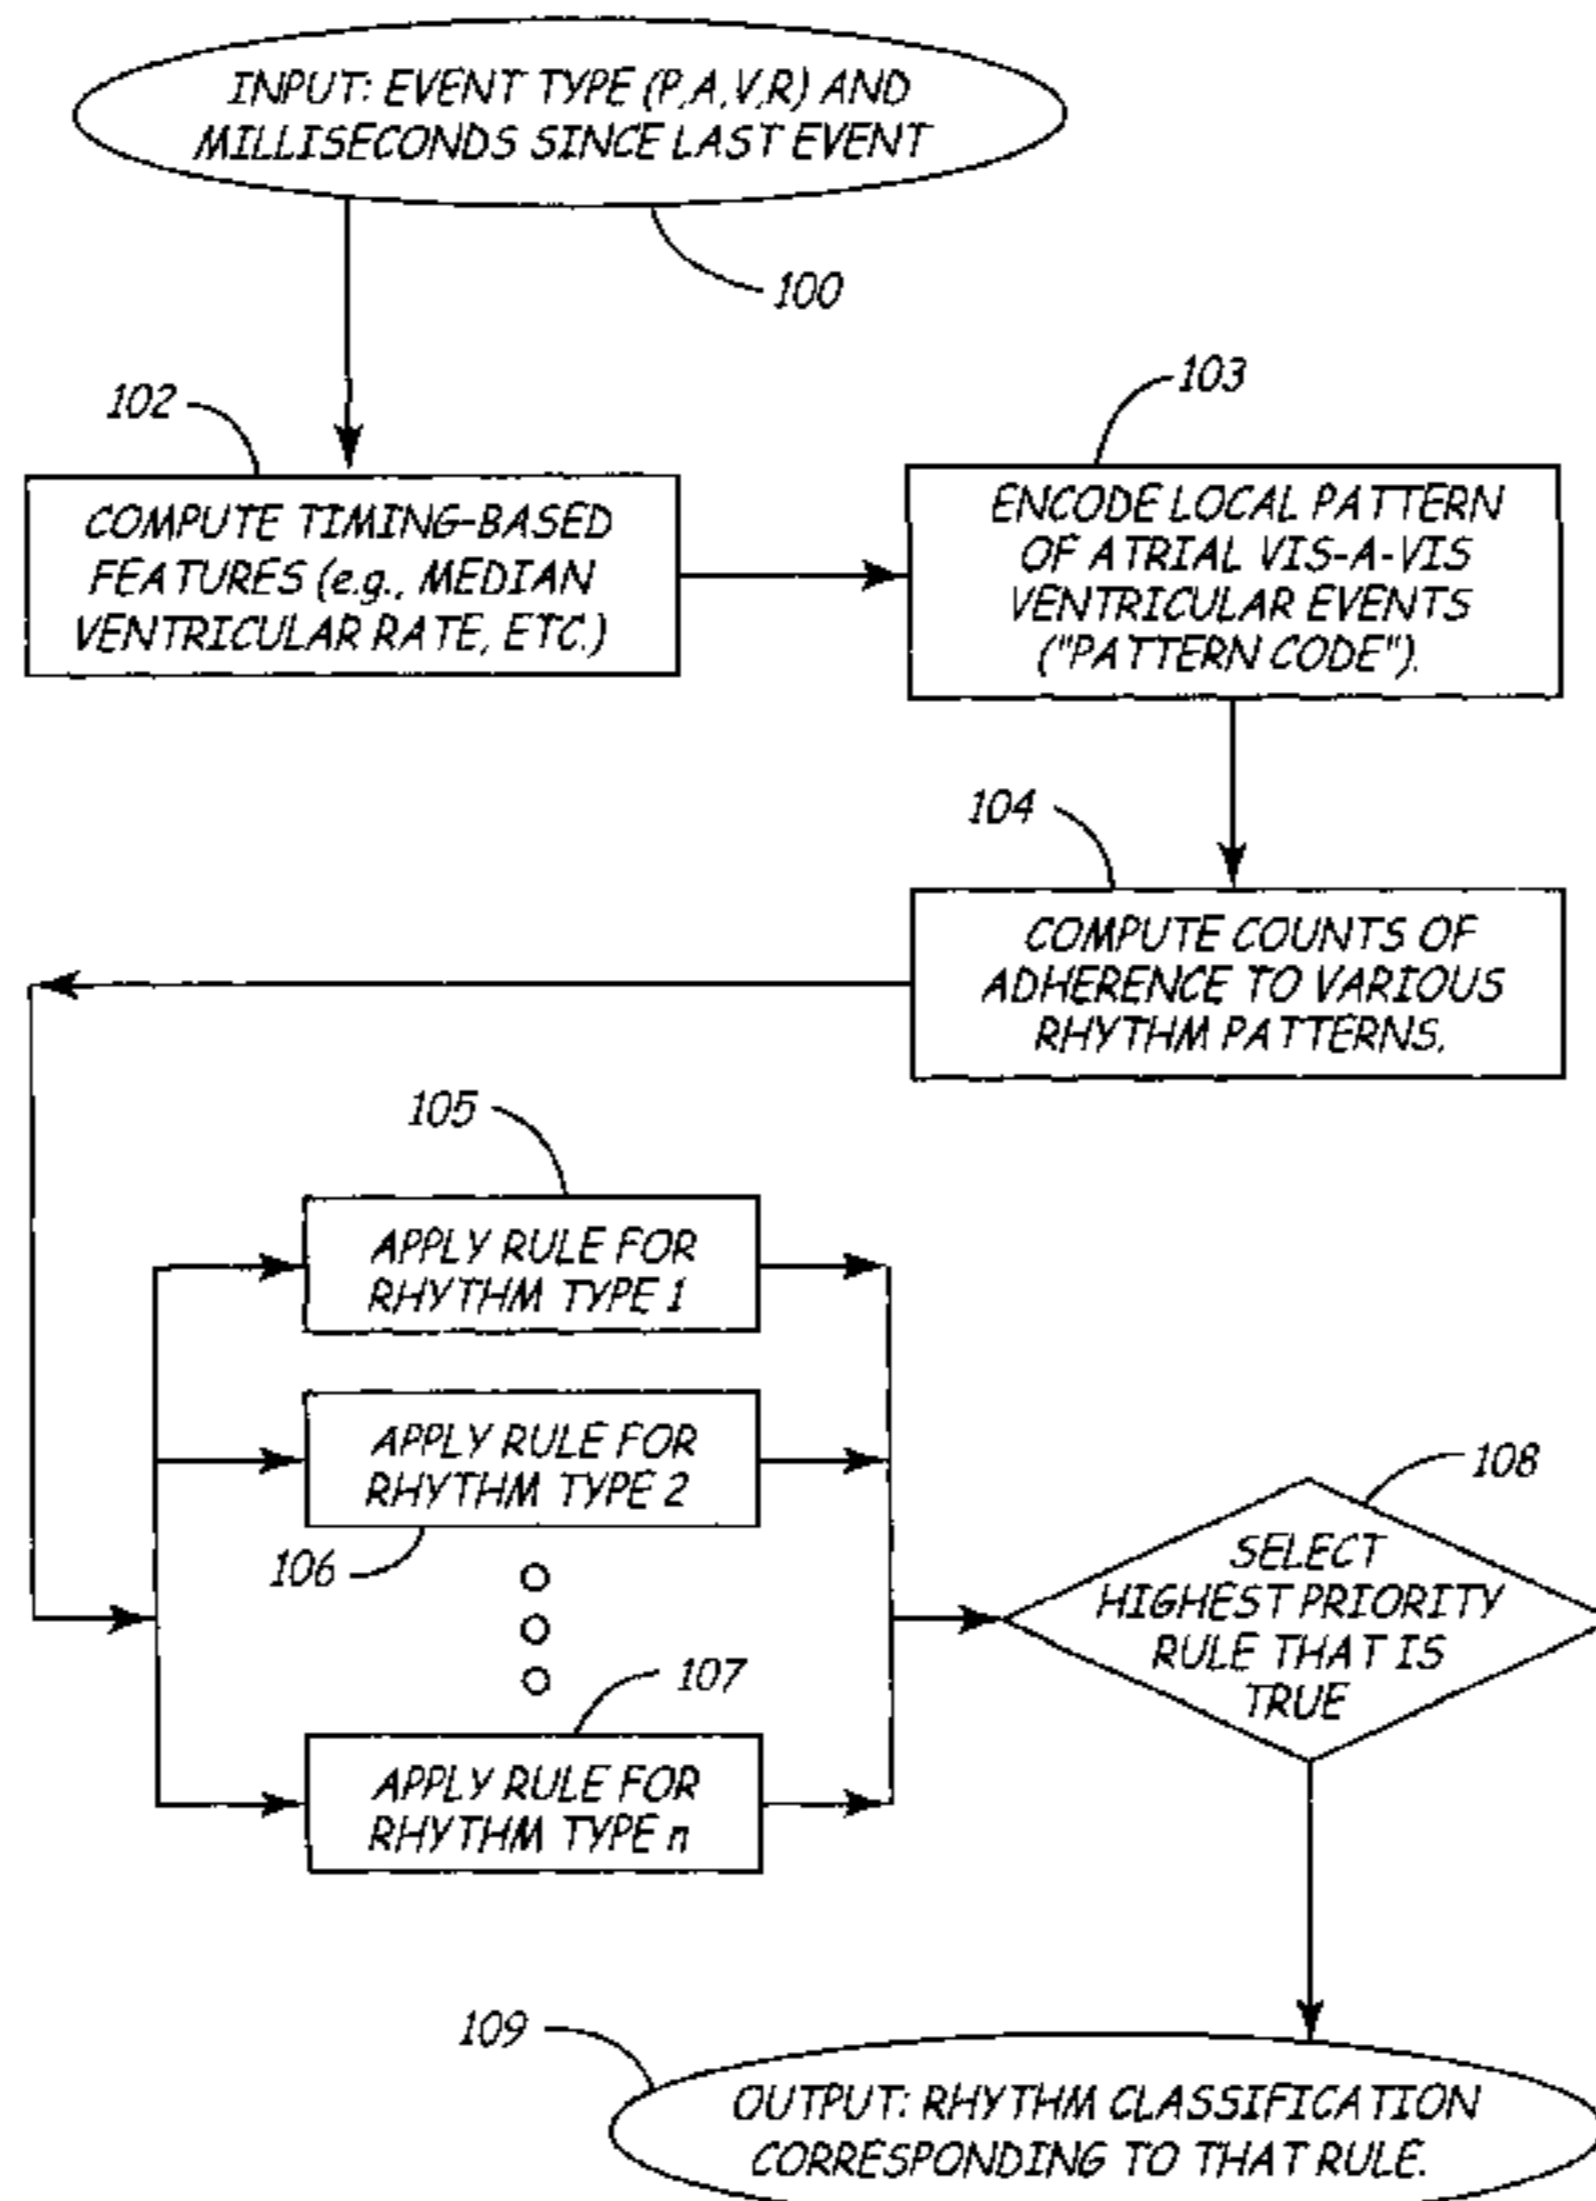 INPUT: EVENT TYPE (P,A,V,R) AND
MILLISECONDS SINCE LAST EVENT
100
102
103
COMPUTE TIMING-BASED
FEATURES (e.g., MEDIAN
VENTRICULAR RATE, ETC.)
ENCODE LOCAL PATTERN
OF ATRIAL VIS-A-VIS
VENTRICULAR EVENTS
("PATTERN CODE").
104
COMPUTE COUNTS OF
ADHERENCE TO VARIOUS
RHYTHM PATTERNS.
105
APPLY RULE FOR
RHYTHM TYPE 1
APPLY RULE FOR
RHYTHM TYPE 2
106
107
APPLY RULE FOR
RHYTHM TYPE n
108
SELECT
HIGHEST PRIORITY
RULE THAT IS
TRUE
109
OUTPUT: RHYTHM CLASSIFICATION
CORRESPONDING TO THAT RULE.